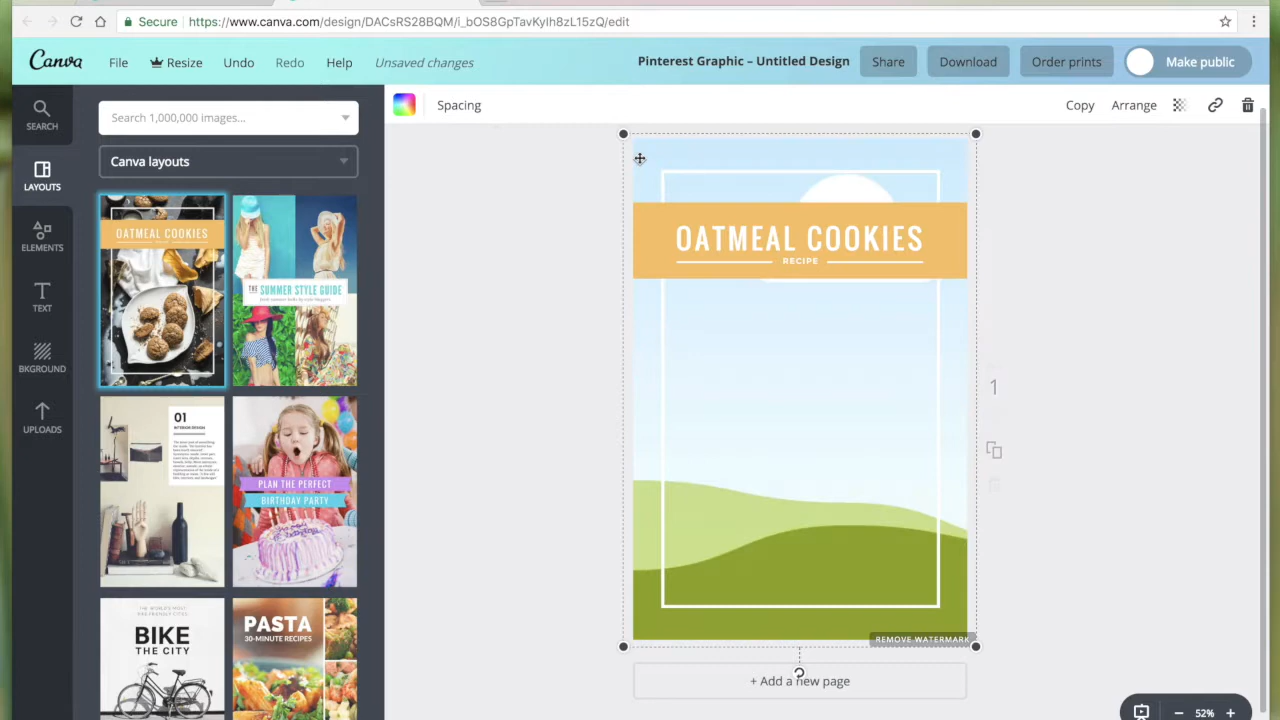 Secure
https://www.canva.com/design/DACsRS28BQM/i_bOS8GpTavKyIh8zL15zQ/edit
Canva
File
Resize
Undo
Redo
Help
Unsaved changes
Pinterest Graphic – Untitled Design
Share
Download
Order prints
Make public
SEARCH
LAYOUTS
ELEMENTS
TEXT
BKGROUND
UPLOADS
Search 1,000,000 images...
Canva layouts
OATMEAL COOKIES
THE SUMMER STYLE GUIDE
01
INTERIOR DESIGN
PLAN THE PERFECT
BIRTHDAY PARTY
BIKE
THE CITY
PASTA
30-MINUTE RECIPES
Spacing
Copy
Arrange
OATMEAL COOKIES
RECIPE
REMOVE WATERMARK
1
+ Add a new page
52%